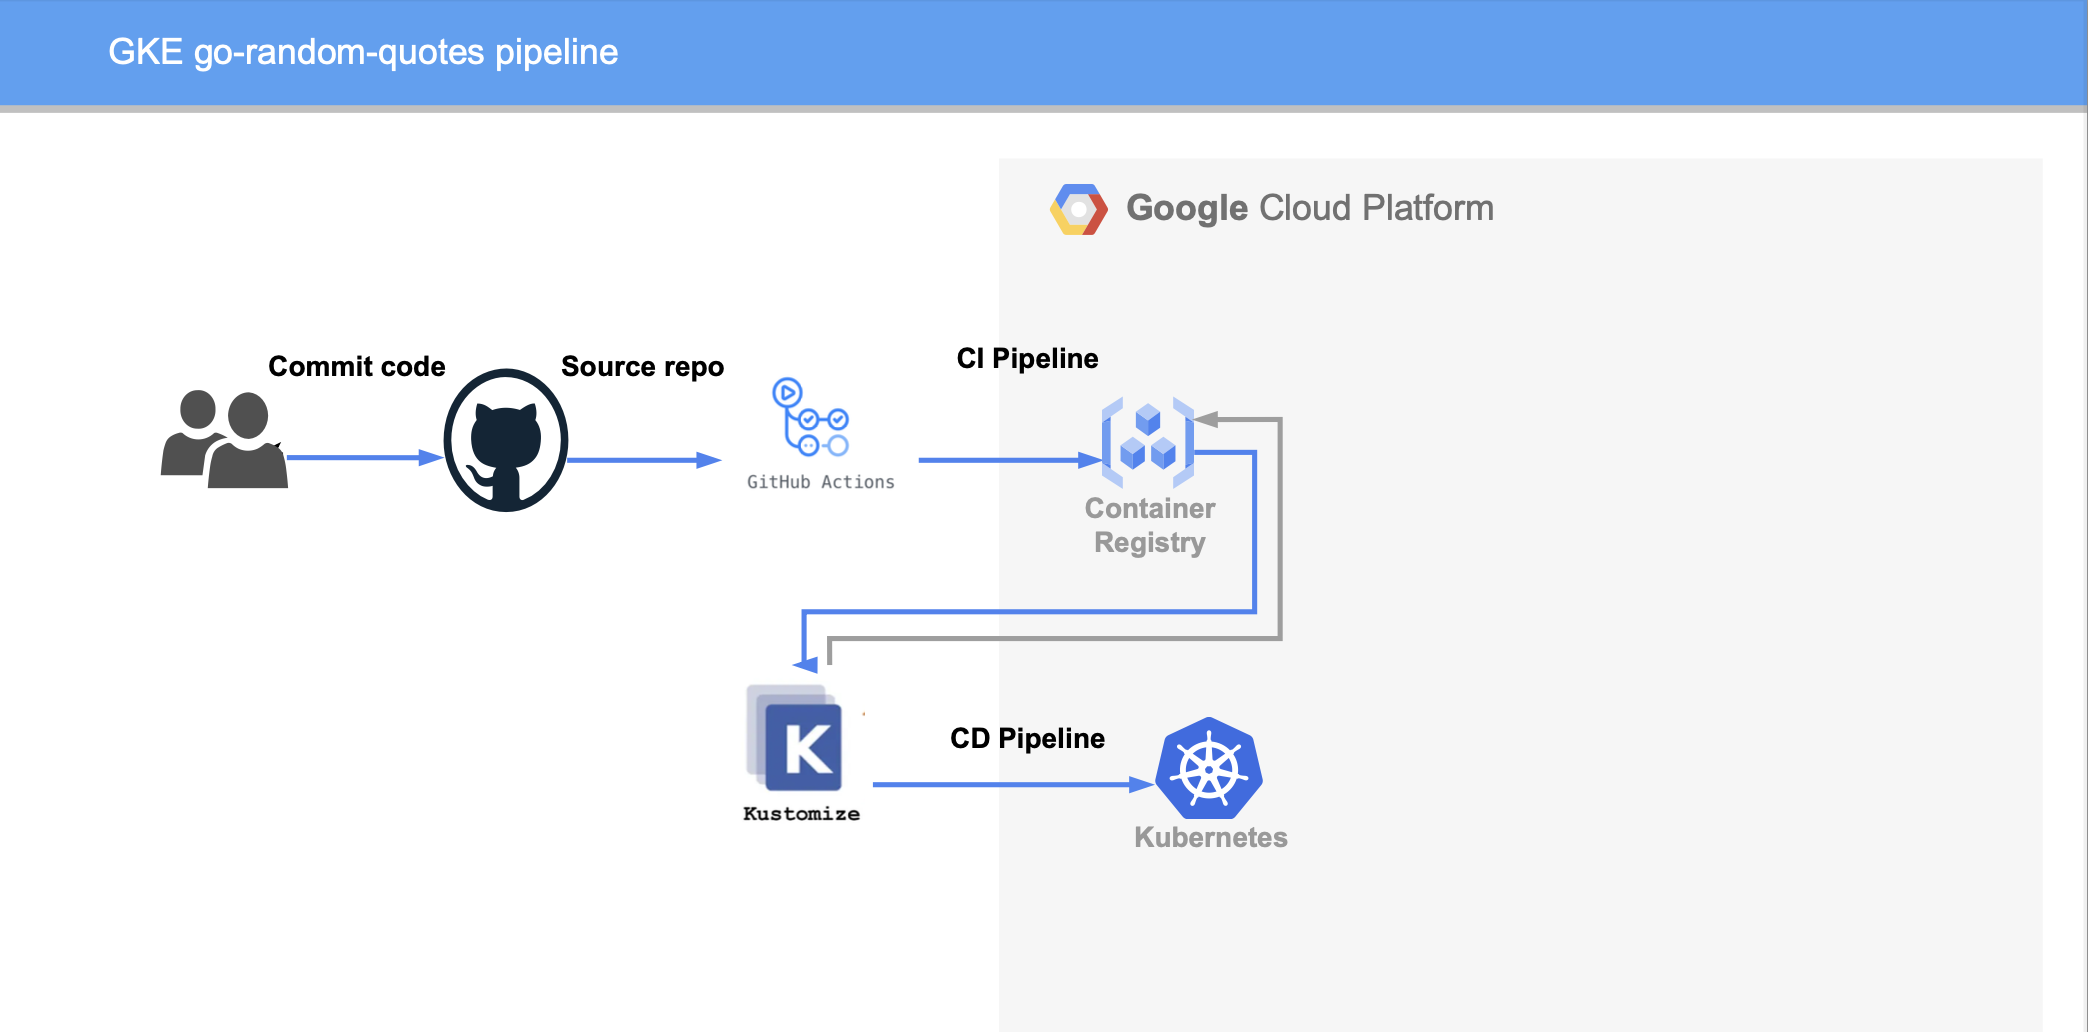 GKE go-random-quotes pipeline
Google Cloud Platform
Commit code
Source repo
CI Pipeline
GitHub Actions
Container
Registry
K
Kustomize
CD Pipeline
Kubernetes